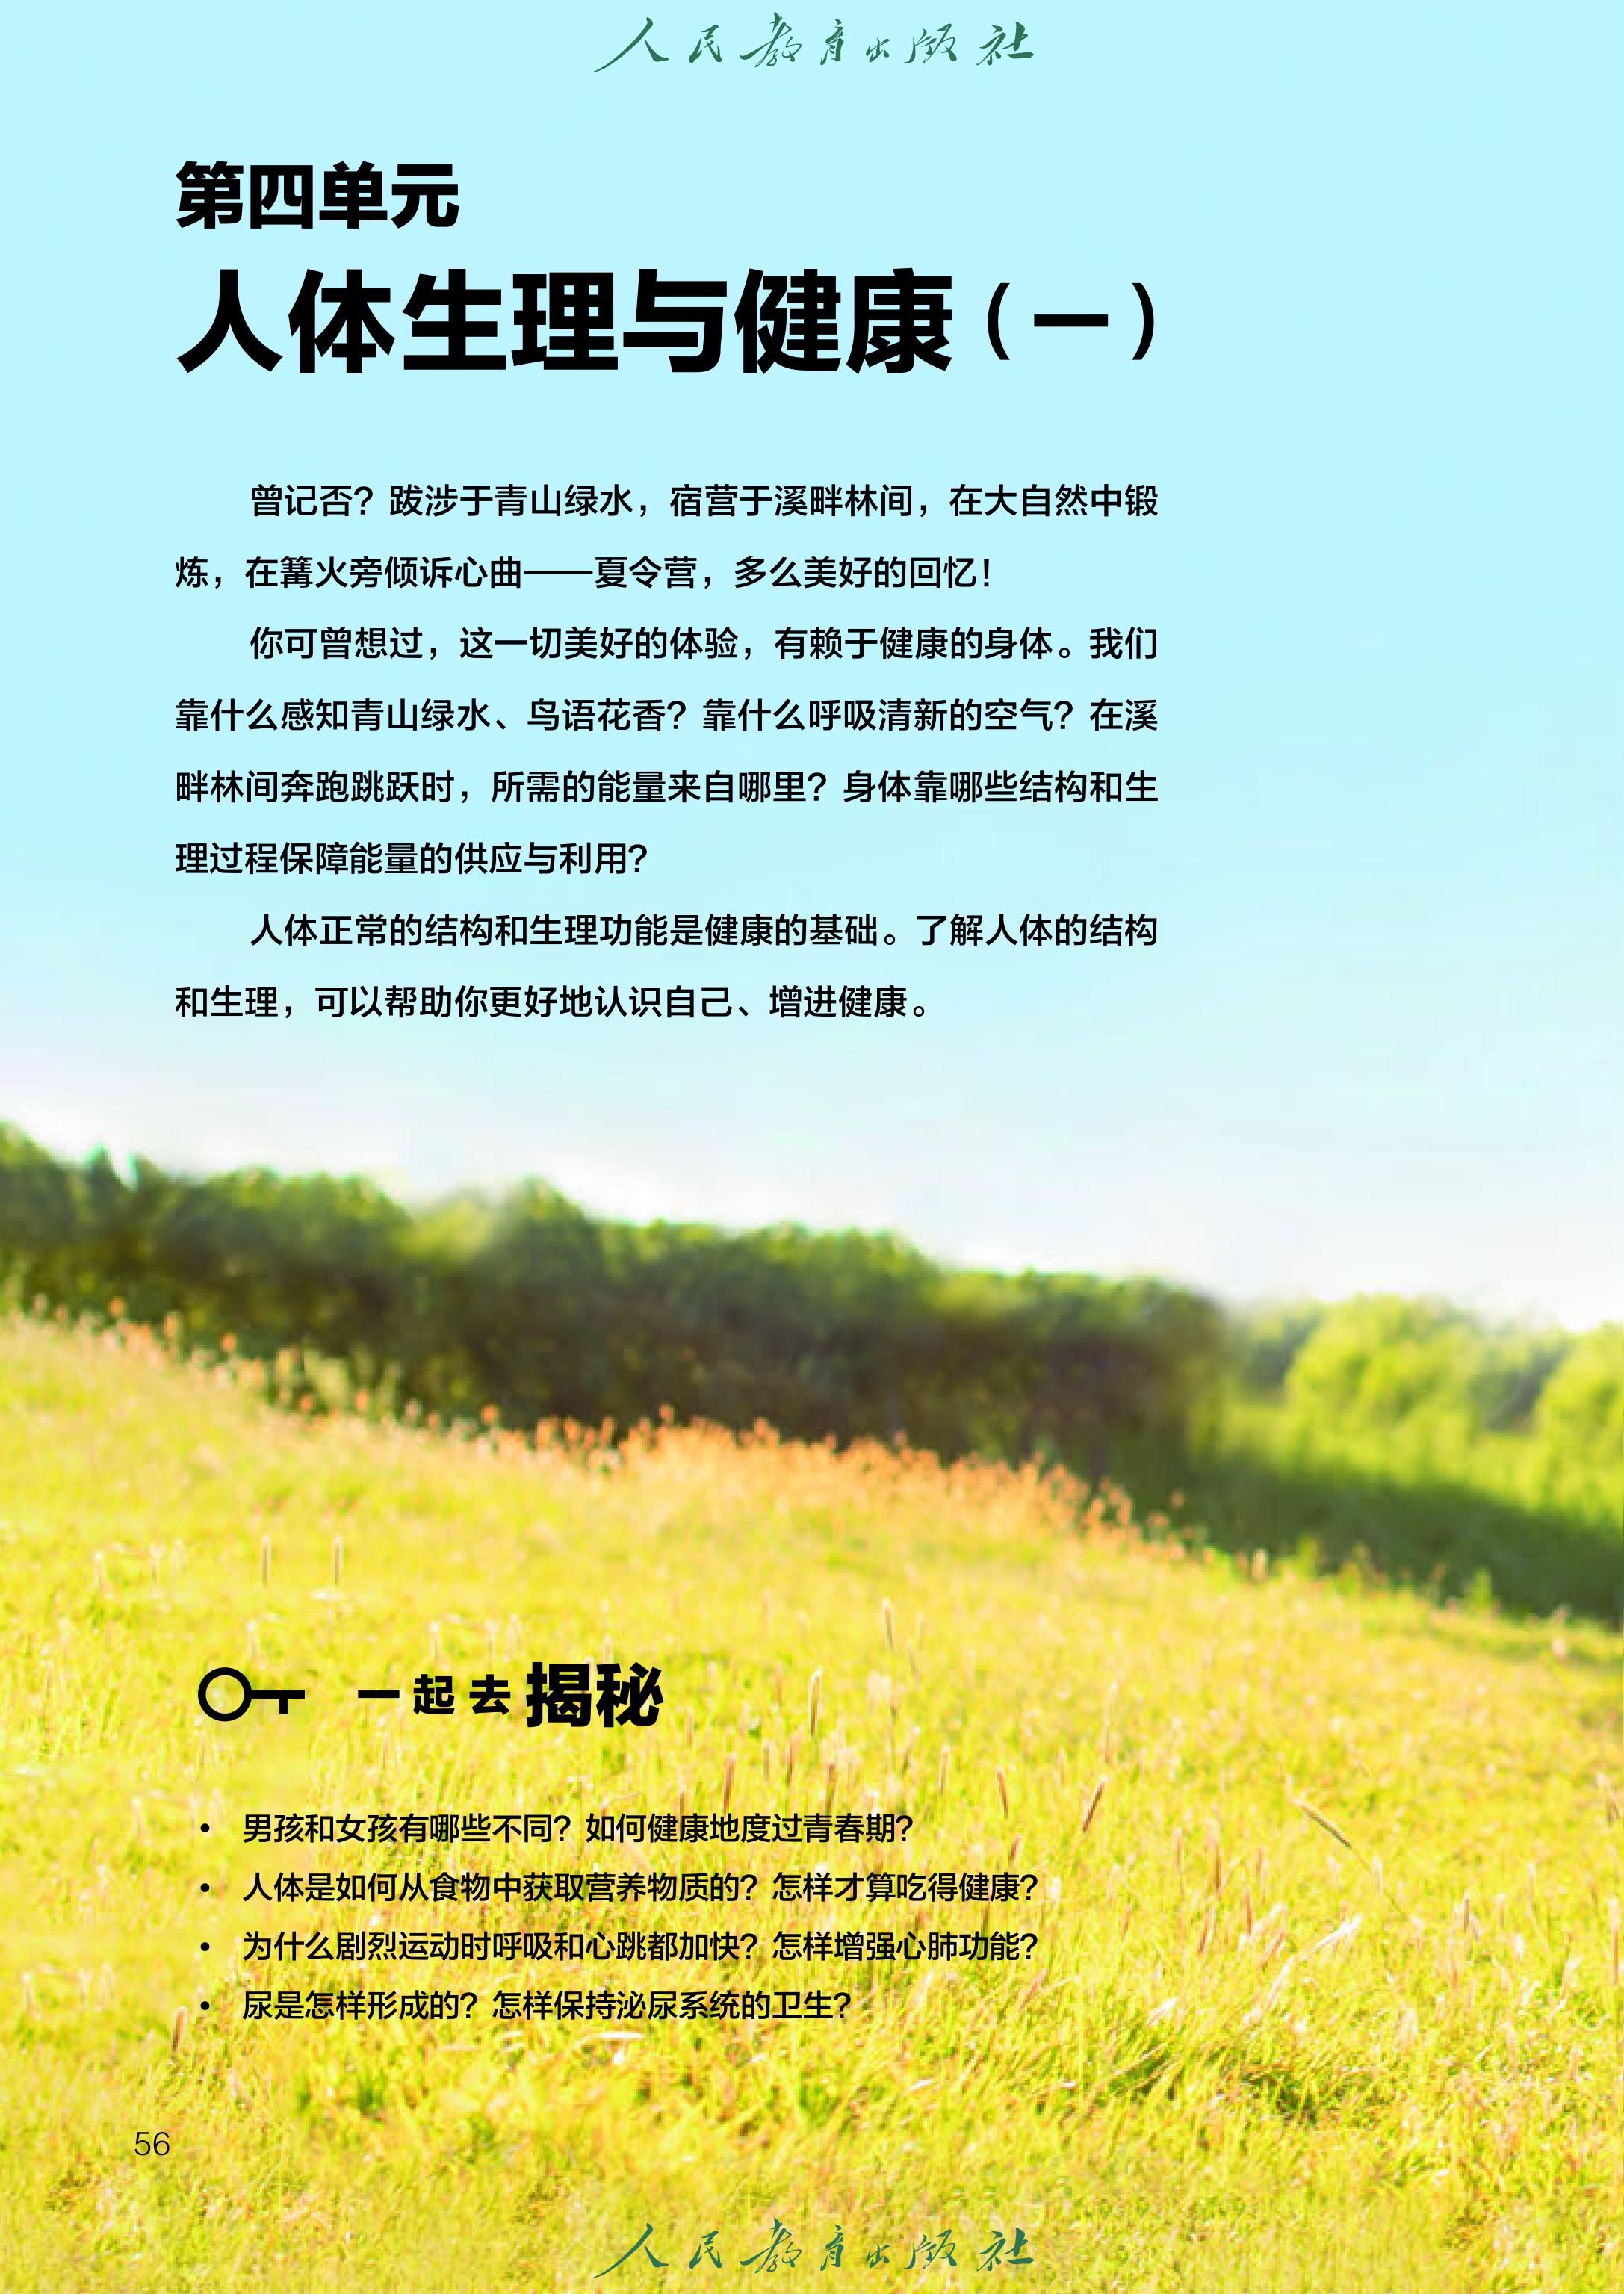 人民教育出版社
第四单元
人体生理与健康（一）
曾记否？跋涉于青山绿水，宿营于溪畔林间，在大自然中锻
炼，在篝火旁倾诉心曲——夏令营，多么美好的回忆！
你可曾想过，这一切美好的体验，有赖于健康的身体。我们
靠什么感知青山绿水、鸟语花香？靠什么呼吸清新的空气？在溪
畔林间奔跑跳跃时，所需的能量来自哪里？身体靠哪些结构和生
理过程保障能量的供应与利用？
人体正常的结构和生理功能是健康的基础。了解人体的结构
和生理，可以帮助你更好地认识自己、增进健康。
一起去揭秘
• 男孩和女孩有哪些不同？如何健康地度过青春期？
• 人体是如何从食物中获取营养物质的？怎样才算吃得健康？
• 为什么剧烈运动时呼吸和心跳都加快？怎样增强心肺功能？
• 尿是怎样形成的？怎样保持泌尿系统的卫生？
56
人民教育出版社